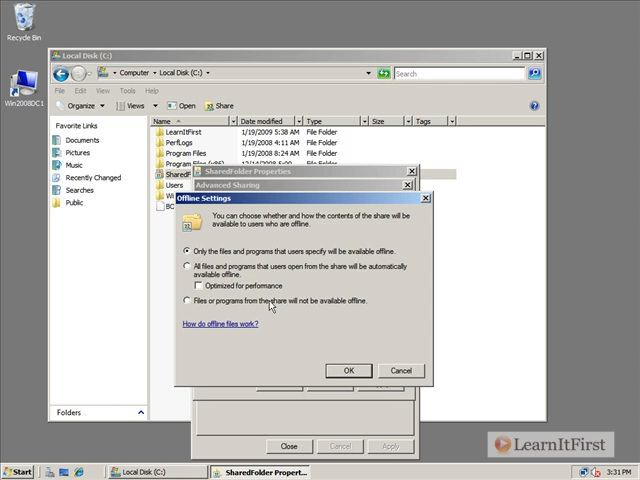 Recycle Bin
Win2008DC1
Local Disk (C:)
Computer
Local Disk (C:)
Search
File
Edit
View
Tools
Help
Organize
Views
Open
Share
Favorite Links
Documents
Pictures
Music
Recently Changed
Searches
Public
Folders
Name
Date modified
Type
Size
Tags
LearnItFirst
1/19/2009 5:38 AM
File Folder
PerfLogs
1/19/2008 4:11 AM
File Folder
Program Files
1/19/2008 8:24 AM
File Folder
Program Files (x86)
File Folder
SharedF
Users
SharedFolder Properties
Advanced Sharing
Offline Settings
You can choose whether and how the contents of the share will be
available to users who are offline.
Only the files and programs that users specify will be available offline.
All files and programs that users open from the share will be automatically
available offline.
Optimized for performance
Files or programs from the share will not be available offline.
How do offline files work?
OK
Cancel
Close
Cancel
Apply
LearnItFirst
Start
Local Disk (C:)
SharedFolder Propert...
3:31 PM